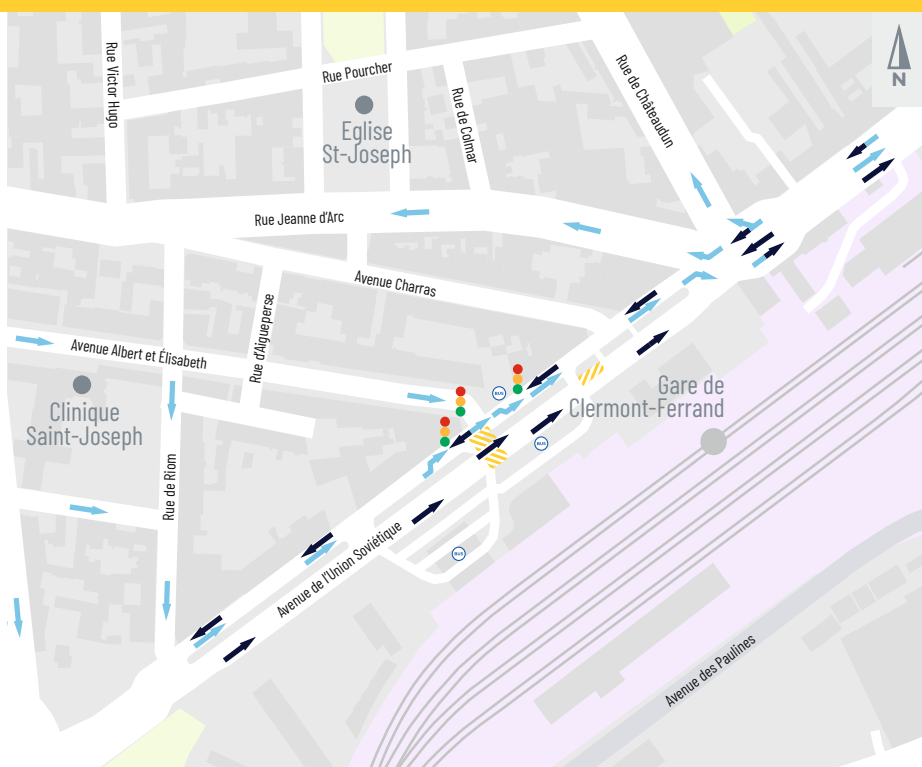 Rue Victor Hugo
Rue Pourcher
Rue de Colmar
Rue de Châteaudun
N
Eglise
St-Joseph
Rue Jeanne d'Arc
Avenue Charras
Rue d'Aigueperse
Avenue Albert et Élisabeth
Clinique
Saint-Joseph
BUS
Gare de
Clermont-Ferrand
BUS
Rue de Riom
Avenue de l'Union Soviétique
BUS
Avenue des Paulines